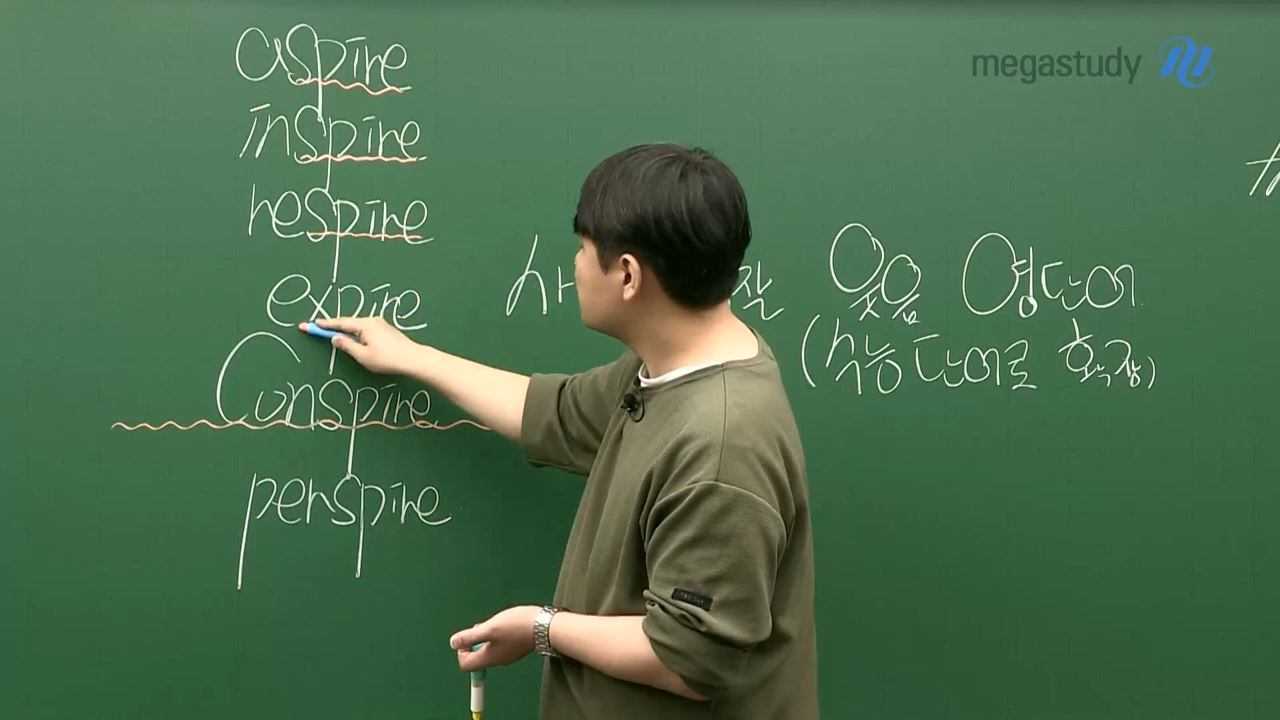 aspire
inspire
respire
expire
Conspire
perspire
megastudy
웃음 영단어
(수능 단어로 확장)